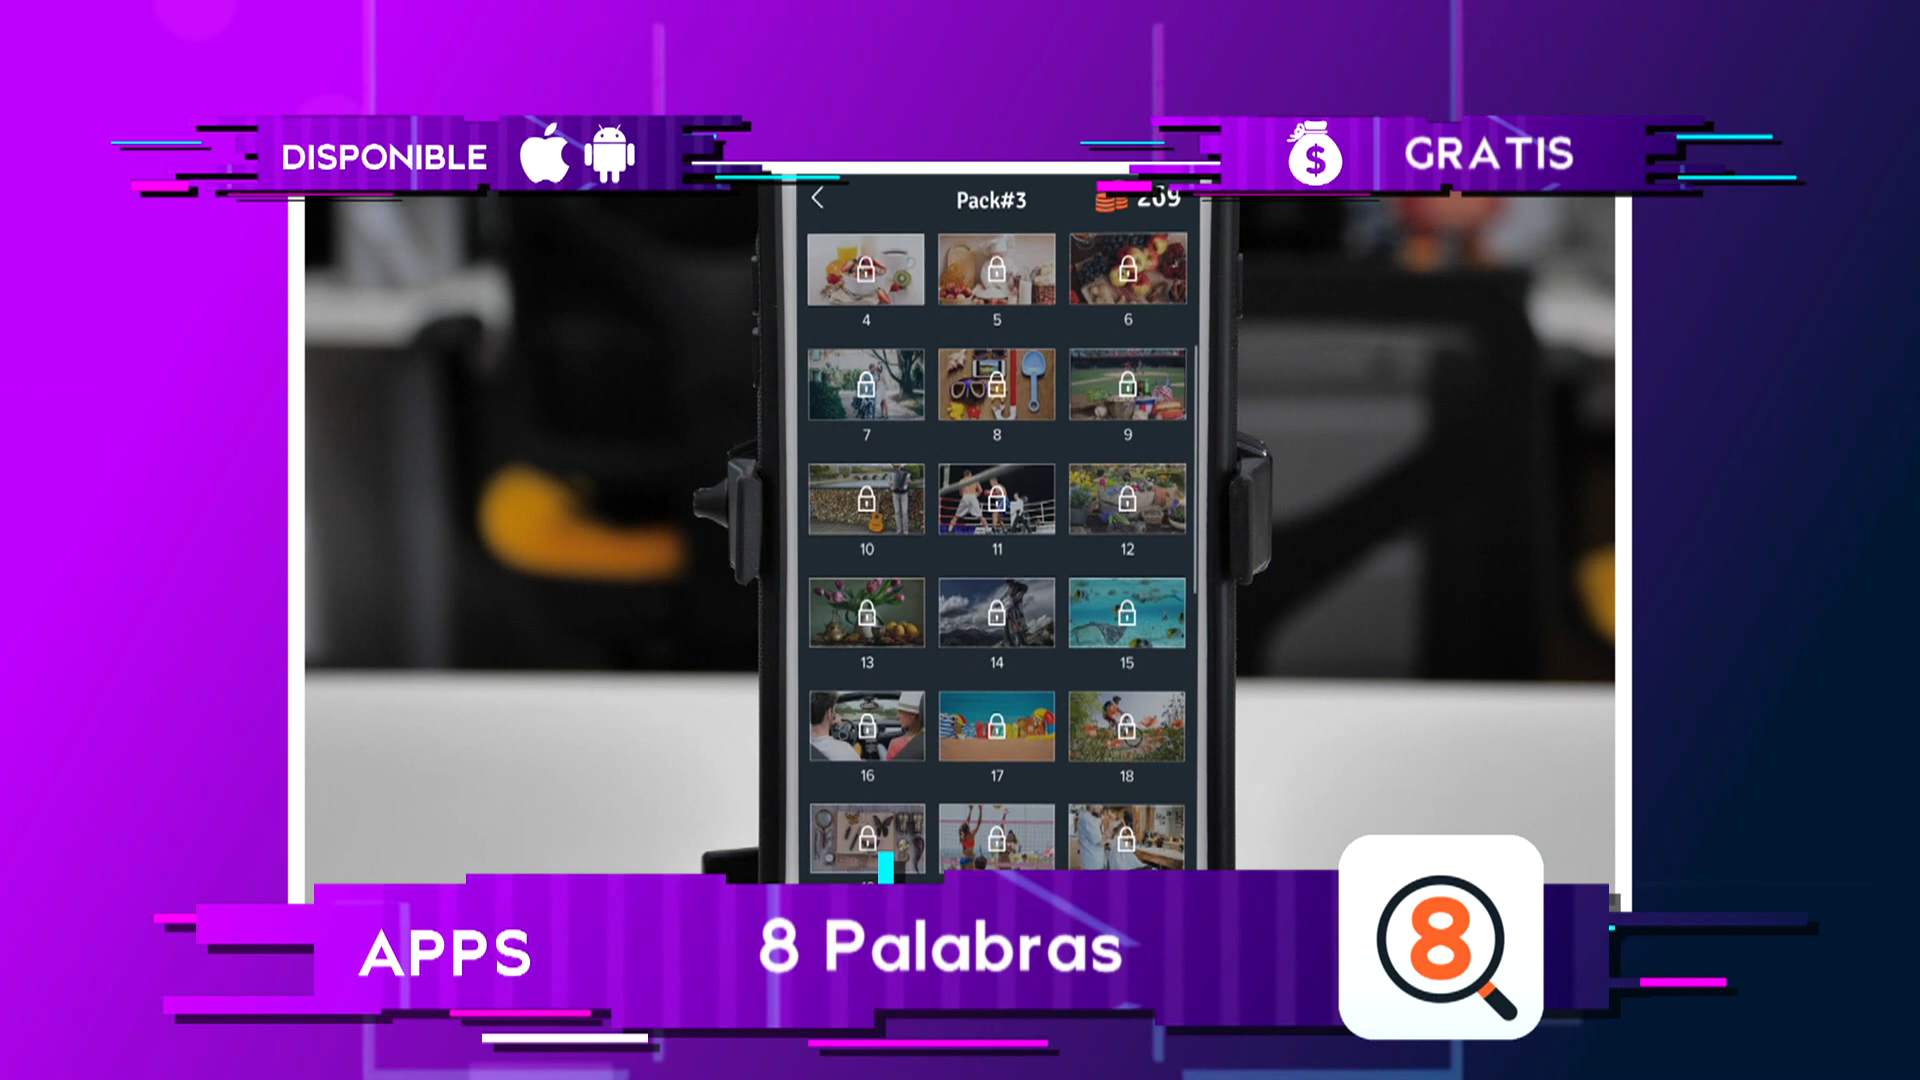 DISPONIBLE
$ GRATIS
Pack#3
4 5 6
7 8 9
10 11 12
13 14 15
16 17 18
APPS
8 Palabras
8